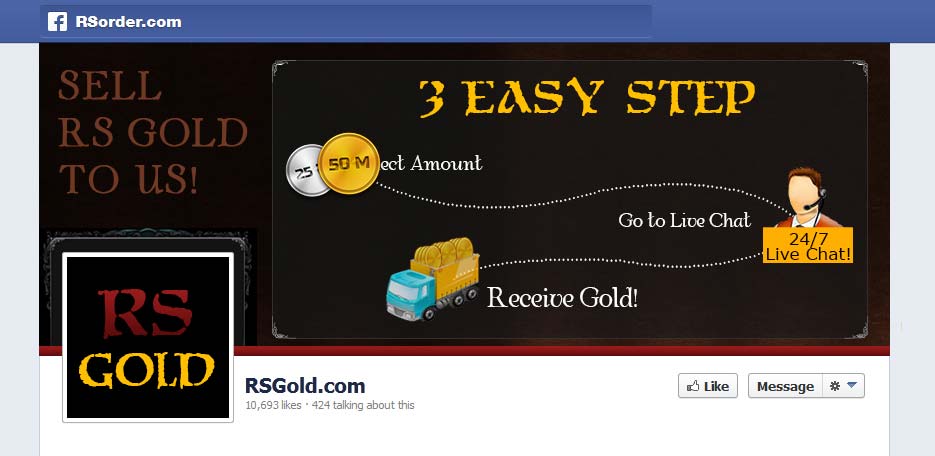 RSorder.com
SELL
RS GOLD
TO US!
3 EASY STEP
25
50 M
ect Amount
Go to Live Chat
24/7
Live Chat!
Receive Gold!
RS
GOLD
RSGold.com
Like
Message
10,693 likes · 424 talking about this